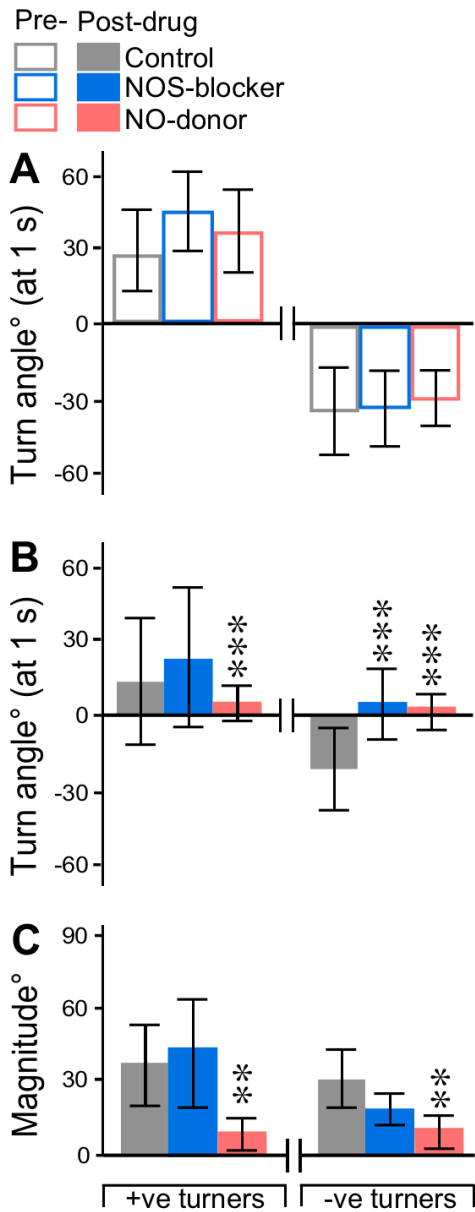 Pre- Post-drug
Control
NOS-blocker
NO-donor
A
Turn angle° (at 1 s)
60
30
0
-30
-60
B
Turn angle° (at 1 s)
60
30
0
-30
-60
***
***
***
C
Magnitude°
90
60
30
0
**
**
+ve turners
-ve turners